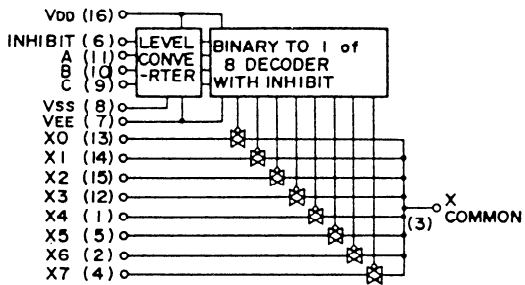 VDD (16)
INHIBIT (6)
A (11)
B (10)
C (9)
VSS (8)
VEE (7)
LEVEL
CONVE
-RTER
BINARY TO 1 of
8 DECODER
WITH INHIBIT
X0 (13)
X1 (14)
X2 (15)
X3 (12)
X4 (1)
X5 (5)
X6 (2)
X7 (4)
X
COMMON
(3)